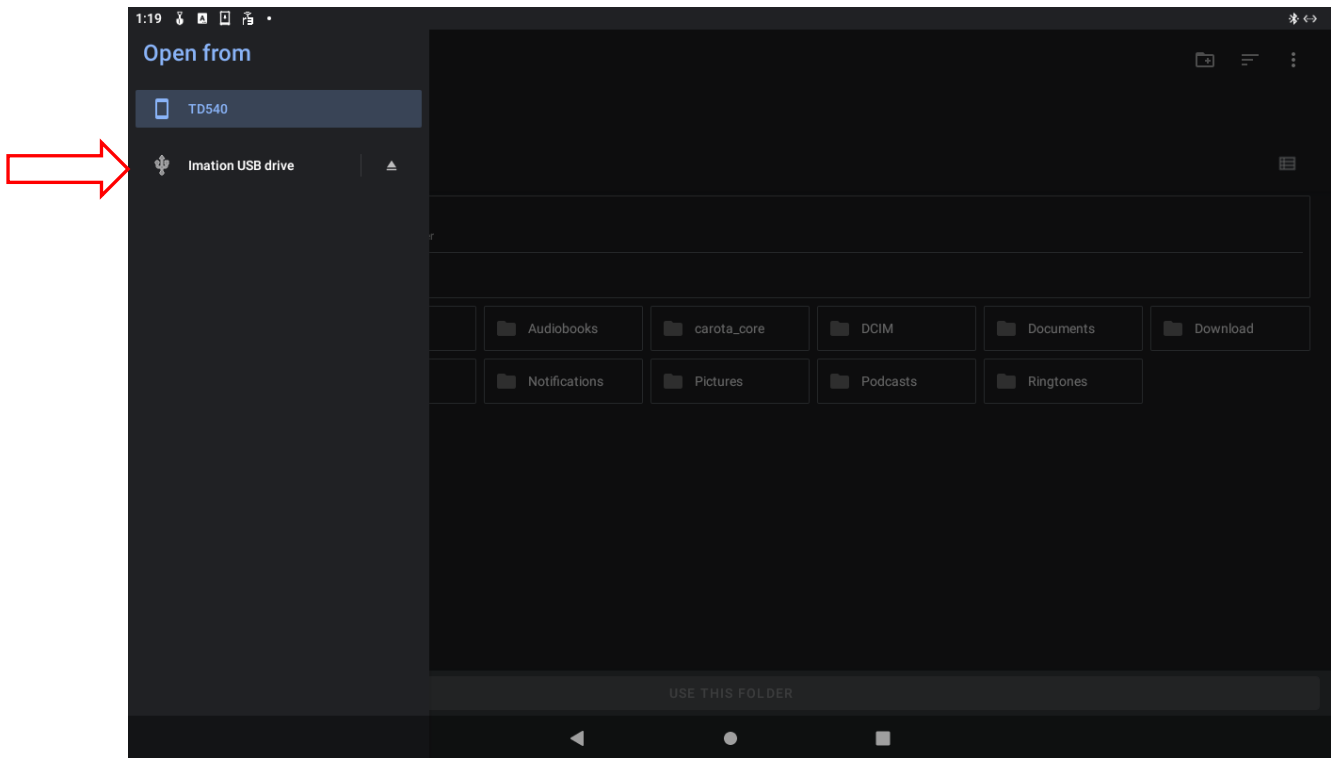 1:19
Open from
TD540
Imation USB drive
r
Audiobooks
carota_core
DCIM
Documents
Download
Notifications
Pictures
Podcasts
Ringtones
USE THIS FOLDER